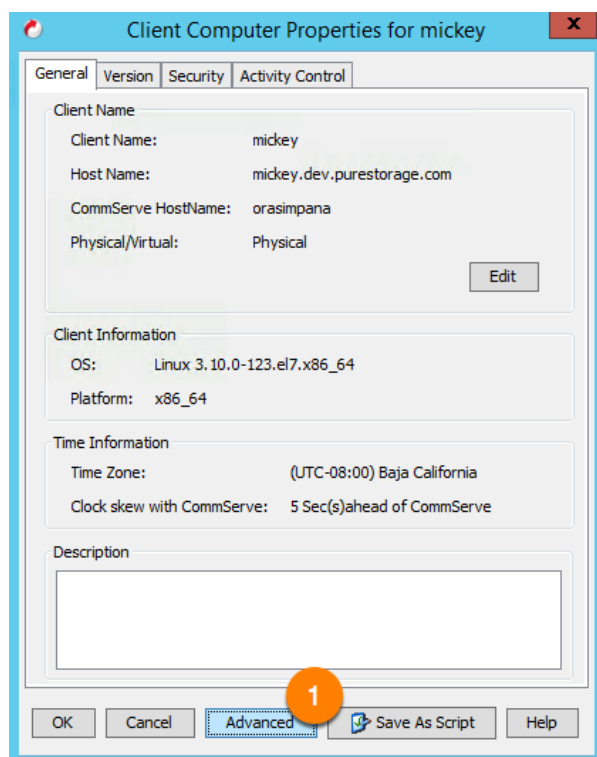 Client Computer Properties for mickey
x
General Version Security Activity Control
Client Name
Client Name: mickey
Host Name: mickey.dev.purestorage.com
CommServe HostName: orasimpana
Physical/Virtual: Physical
Edit
Client Information
OS: Linux 3.10.0-123.el7.x86_64
Platform: x86_64
Time Information
Time Zone: (UTC-08:00) Baja California
Clock skew with CommServe: 5 Sec(s)ahead of CommServe
Description
1
OK Cancel Advanced Save As Script Help